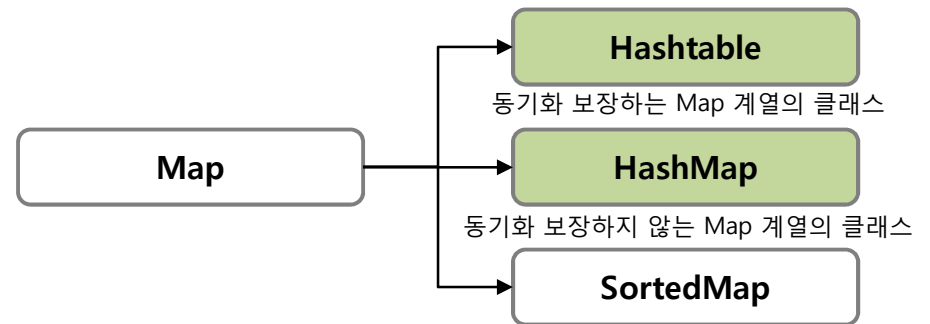 Hashtable
동기화 보장하는 Map 계열의 클래스
Map
HashMap
동기화 보장하지 않는 Map 계열의 클래스
SortedMap